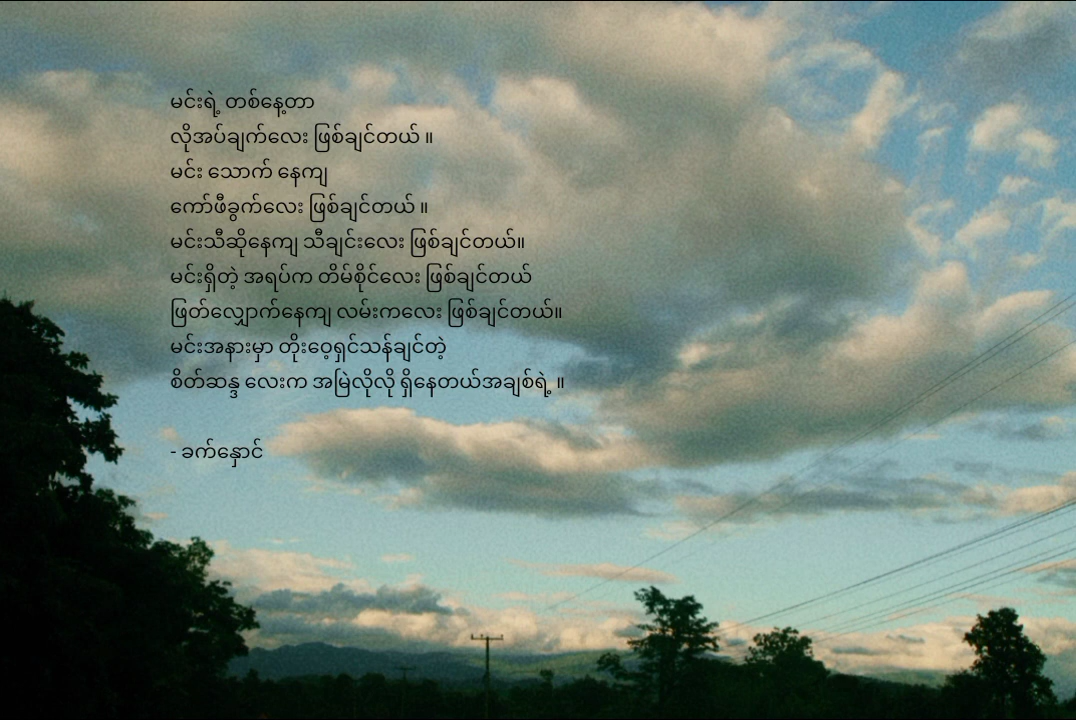 မင်းရဲ့ တစ်နေ့တာ
လိုအပ်ချက်လေး ဖြစ်ချင်တယ် ။
မင်း သောက် နေကျ
ကော်ဖီခွက်လေး ဖြစ်ချင်တယ် ။
မင်းသီဆိုနေကျ သီချင်းလေး ဖြစ်ချင်တယ်။
မင်းရှိတဲ့ အရပ်က တိမ်စိုင်လေး ဖြစ်ချင်တယ်
ဖြတ်လျှောက်နေကျ လမ်းကလေး ဖြစ်ချင်တယ်။
မင်းအနားမှာ တိုးဝှေ့ရှင်သန်ချင်တဲ့
စိတ်ဆန္ဒ လေးက အမြဲလိုလို ရှိနေတယ်အချစ်ရဲ့ ။
- ခက်နှောင်